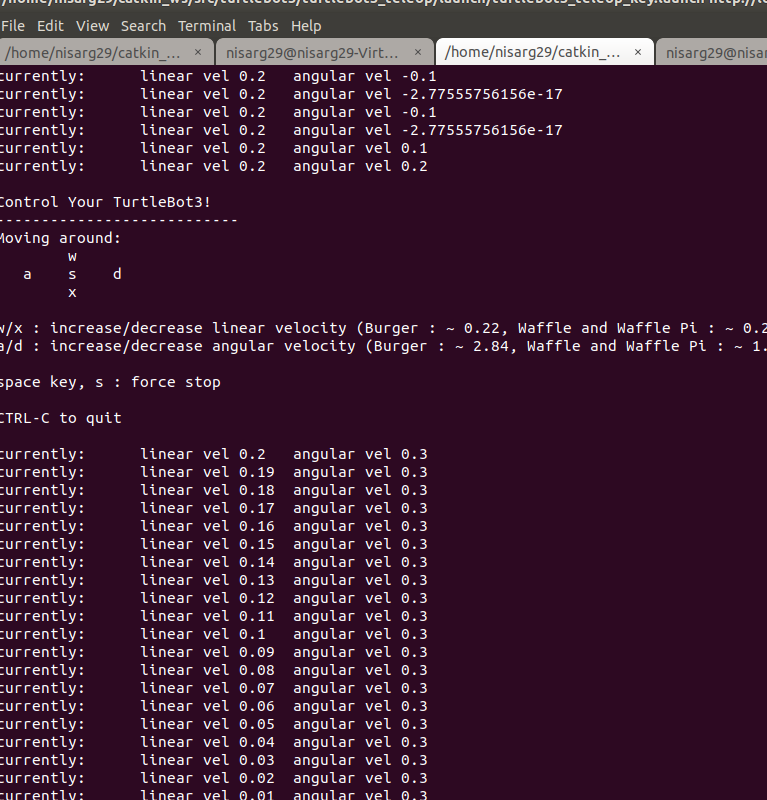 /home/nisarg29/catkin_ws/src/turtlebot3/turtlebot3_teleop/launch/turtlebot3_teleop_key.launch http://lo
File Edit View Search Terminal Tabs Help
/home/nisarg29/catkin_... × nisarg29@nisarg29-Virt... × /home/nisarg29/catkin_... × nisarg29@nisar
currently: linear vel 0.2 angular vel -0.1
currently: linear vel 0.2 angular vel -2.77555756156e-17
currently: linear vel 0.2 angular vel -0.1
currently: linear vel 0.2 angular vel -2.77555756156e-17
currently: linear vel 0.2 angular vel 0.1
currently: linear vel 0.2 angular vel 0.2
Control Your TurtleBot3!
---------------------------
Moving around:
w
a s d
x
w/x : increase/decrease linear velocity (Burger : ~ 0.22, Waffle and Waffle Pi : ~ 0.2
a/d : increase/decrease angular velocity (Burger : ~ 2.84, Waffle and Waffle Pi : ~ 1.
space key, s : force stop
CTRL-C to quit
currently: linear vel 0.2 angular vel 0.3
currently: linear vel 0.19 angular vel 0.3
currently: linear vel 0.18 angular vel 0.3
currently: linear vel 0.17 angular vel 0.3
currently: linear vel 0.16 angular vel 0.3
currently: linear vel 0.15 angular vel 0.3
currently: linear vel 0.14 angular vel 0.3
currently: linear vel 0.13 angular vel 0.3
currently: linear vel 0.12 angular vel 0.3
currently: linear vel 0.11 angular vel 0.3
currently: linear vel 0.1 angular vel 0.3
currently: linear vel 0.09 angular vel 0.3
currently: linear vel 0.08 angular vel 0.3
currently: linear vel 0.07 angular vel 0.3
currently: linear vel 0.06 angular vel 0.3
currently: linear vel 0.05 angular vel 0.3
currently: linear vel 0.04 angular vel 0.3
currently: linear vel 0.03 angular vel 0.3
currently: linear vel 0.02 angular vel 0.3
currently: linear vel 0.01 angular vel 0.3